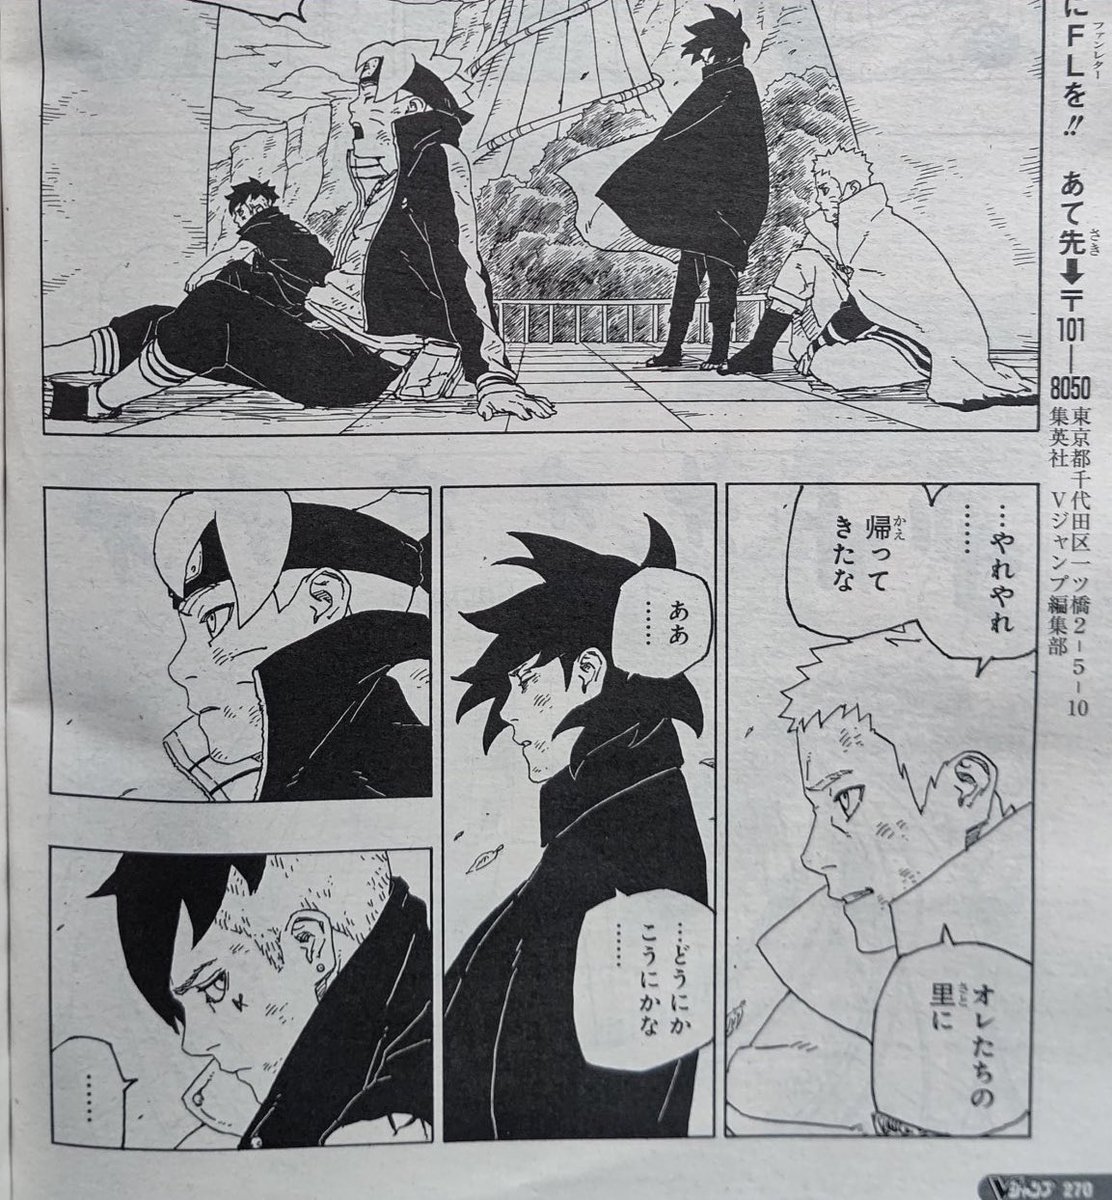 にFLを!!　あて先➡〒101―8050
ファンレター
さき
東京都千代田区一ツ橋2-5-10
集英社　Vジャンプ編集部
…やれやれ
……
帰って
かえ
きたな
オレたちの
里に
さと
ああ
……
…どうにか
こうにかな
……
……
Vジャンプ 270